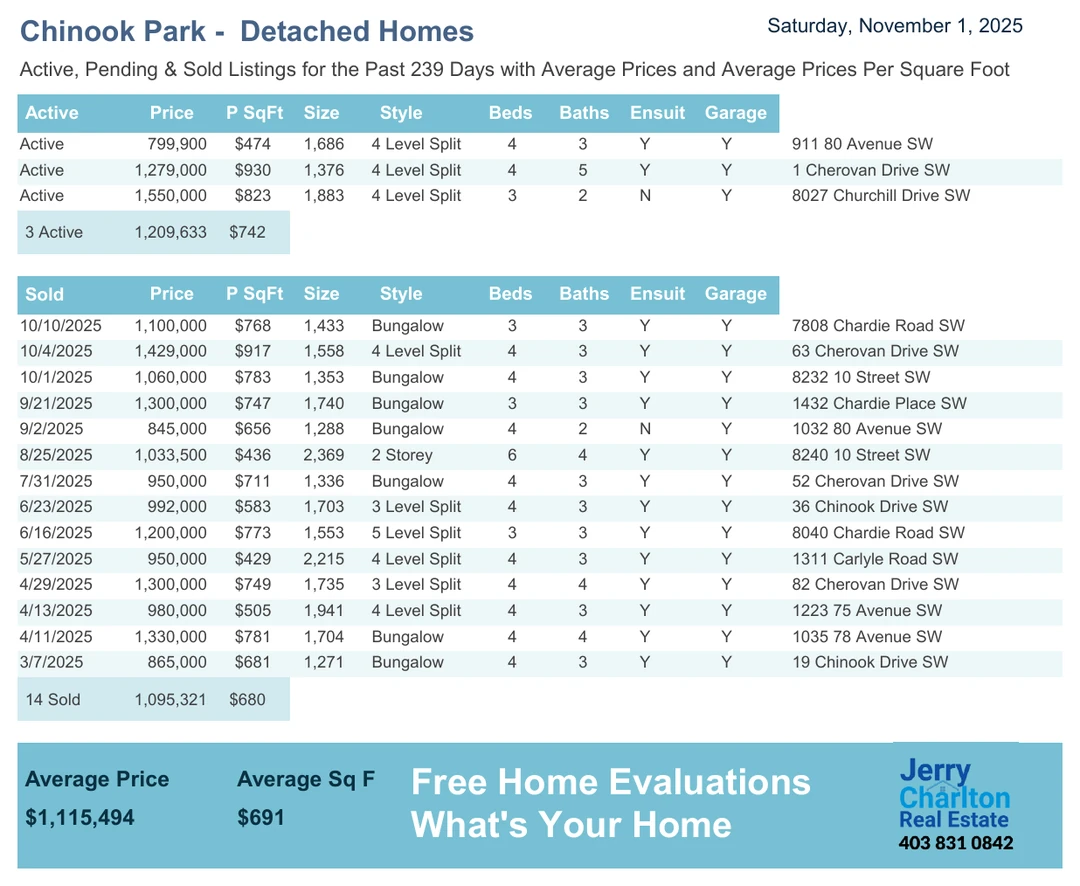 Chinook Park - Detached Homes
Saturday, November 1, 2025
Active, Pending & Sold Listings for the Past 239 Days with Average Prices and Average Prices Per Square Foot
Active Price P SqFt Size Style Beds Baths Ensuit Garage
Active 799,900 $474 1,686 4 Level Split 4 3 Y Y 911 80 Avenue SW
Active 1,279,000 $930 1,376 4 Level Split 4 5 Y Y 1 Cherovan Drive SW
Active 1,550,000 $823 1,883 4 Level Split 3 2 N Y 8027 Churchill Drive SW
3 Active 1,209,633 $742
Sold Price P SqFt Size Style Beds Baths Ensuit Garage
10/10/2025 1,100,000 $768 1,433 Bungalow 3 3 Y Y 7808 Chardie Road SW
10/4/2025 1,429,000 $917 1,558 4 Level Split 4 3 Y Y 63 Cherovan Drive SW
10/1/2025 1,060,000 $783 1,353 Bungalow 4 3 Y Y 8232 10 Street SW
9/21/2025 1,300,000 $747 1,740 Bungalow 3 3 Y Y 1432 Chardie Place SW
9/2/2025 845,000 $656 1,288 Bungalow 4 2 N Y 1032 80 Avenue SW
8/25/2025 1,033,500 $436 2,369 2 Storey 6 4 Y Y 8240 10 Street SW
7/31/2025 950,000 $711 1,336 Bungalow 4 3 Y Y 52 Cherovan Drive SW
6/23/2025 992,000 $583 1,703 3 Level Split 4 3 Y Y 36 Chinook Drive SW
6/16/2025 1,200,000 $773 1,553 5 Level Split 3 3 Y Y 8040 Chardie Road SW
5/27/2025 950,000 $429 2,215 4 Level Split 4 3 Y Y 1311 Carlyle Road SW
4/29/2025 1,300,000 $749 1,735 3 Level Split 4 4 Y Y 82 Cherovan Drive SW
4/13/2025 980,000 $505 1,941 4 Level Split 4 3 Y Y 1223 75 Avenue SW
4/11/2025 1,330,000 $781 1,704 Bungalow 4 4 Y Y 1035 78 Avenue SW
3/7/2025 865,000 $681 1,271 Bungalow 4 3 Y Y 19 Chinook Drive SW
14 Sold 1,095,321 $680
Average Price Average Sq F
$1,115,494 $691
Free Home Evaluations
What's Your Home
Jerry
Charlton
Real Estate
403 831 0842